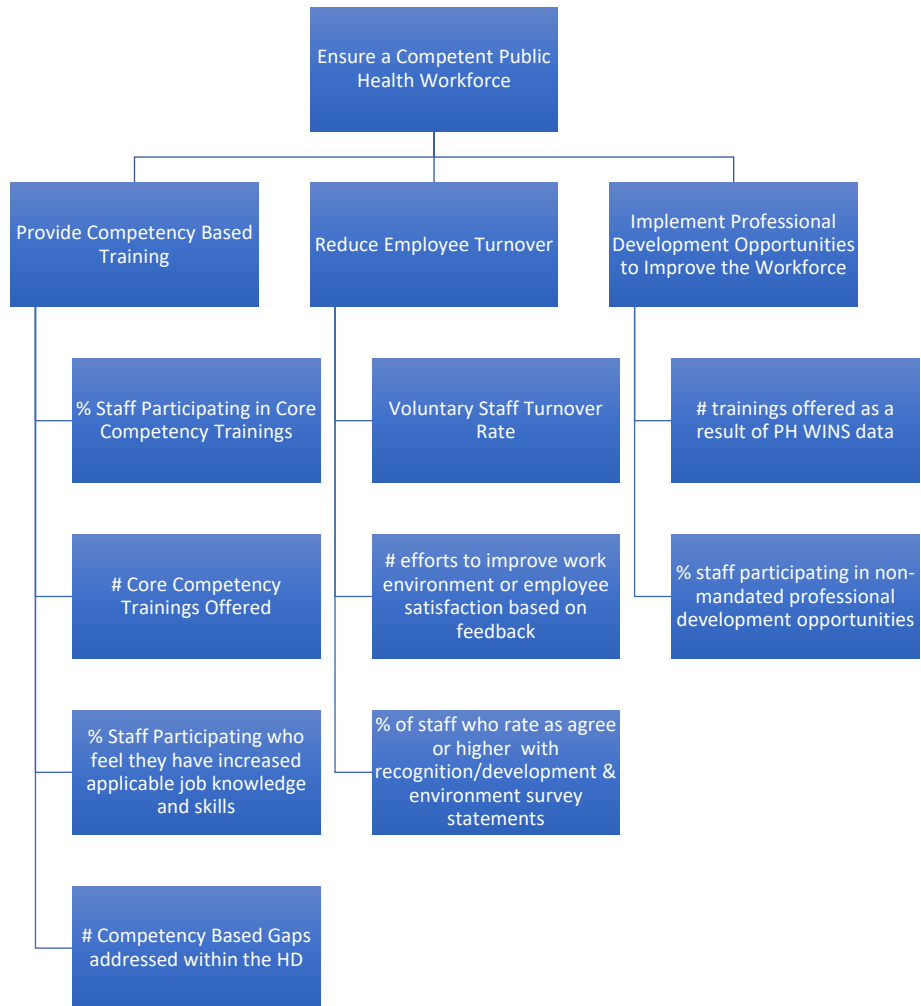 Ensure a Competent Public
Health Workforce
Provide Competency Based
Training
% Staff Participating in Core
Competency Trainings
# Core Competency
Trainings Offered
% Staff Participating who
feel they have increased
applicable job knowledge
and skills
# Competency Based Gaps
addressed within the HD
Reduce Employee Turnover
Voluntary Staff Turnover
Rate
# efforts to improve work
environment or employee
satisfaction based on
feedback
% of staff who rate as agree
or higher with
recognition/development &
environment survey
statements
Implement Professional
Development Opportunities
to Improve the Workforce
# trainings offered as a
result of PH WINS data
% staff participating in non-
mandated professional
development opportunities